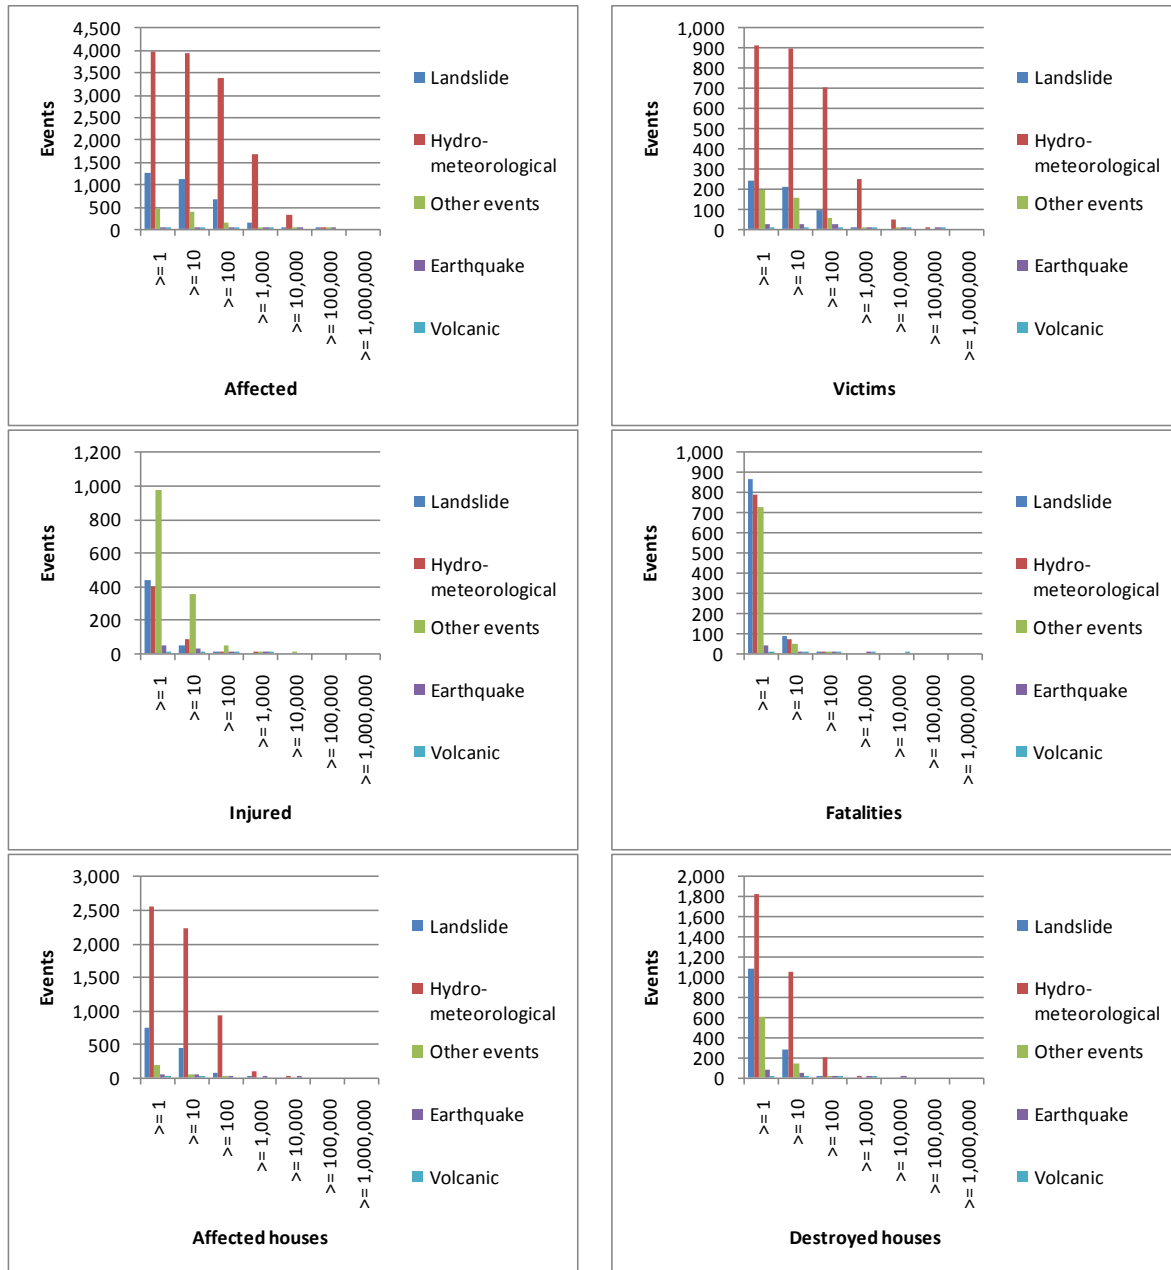 4,500
4,000
3,500
3,000
2,500
2,000
1,500
1,000
500
0
Events
>= 1
>= 10
>= 100
>= 1,000
>= 10,000
>= 100,000
>= 1,000,000
Affected
Landslide
Hydro-
meteorological
Other events
Earthquake
Volcanic
1,000
900
800
700
600
500
400
300
200
100
0
Events
>= 1
>= 10
>= 100
>= 1,000
>= 10,000
>= 100,000
>= 1,000,000
Victims
Landslide
Hydro-
meteorological
Other events
Earthquake
Volcanic
1,200
1,000
800
600
400
200
0
Events
>= 1
>= 10
>= 100
>= 1,000
>= 10,000
>= 100,000
>= 1,000,000
Injured
Landslide
Hydro-
meteorological
Other events
Earthquake
Volcanic
1,000
900
800
700
600
500
400
300
200
100
0
Events
>= 1
>= 10
>= 100
>= 1,000
>= 10,000
>= 100,000
>= 1,000,000
Fatalities
Landslide
Hydro-
meteorological
Other events
Earthquake
Volcanic
3,000
2,500
2,000
1,500
1,000
500
0
Events
>= 1
>= 10
>= 100
>= 1,000
>= 10,000
>= 100,000
>= 1,000,000
Affected houses
Landslide
Hydro-
meteorological
Other events
Earthquake
Volcanic
2,000
1,800
1,600
1,400
1,200
1,000
800
600
400
200
0
Events
>= 1
>= 10
>= 100
>= 1,000
>= 10,000
>= 100,000
>= 1,000,000
Destroyed houses
Landslide
Hydro-
meteorological
Other events
Earthquake
Volcanic